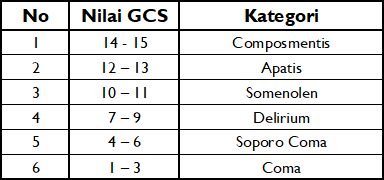 No Nilai GCS Kategori
1 14 - 15 Composmentis
2 12 – 13 Apatis
3 10 – 11 Somenolen
4 7 – 9 Delirium
5 4 – 6 Soporo Coma
6 1 – 3 Coma